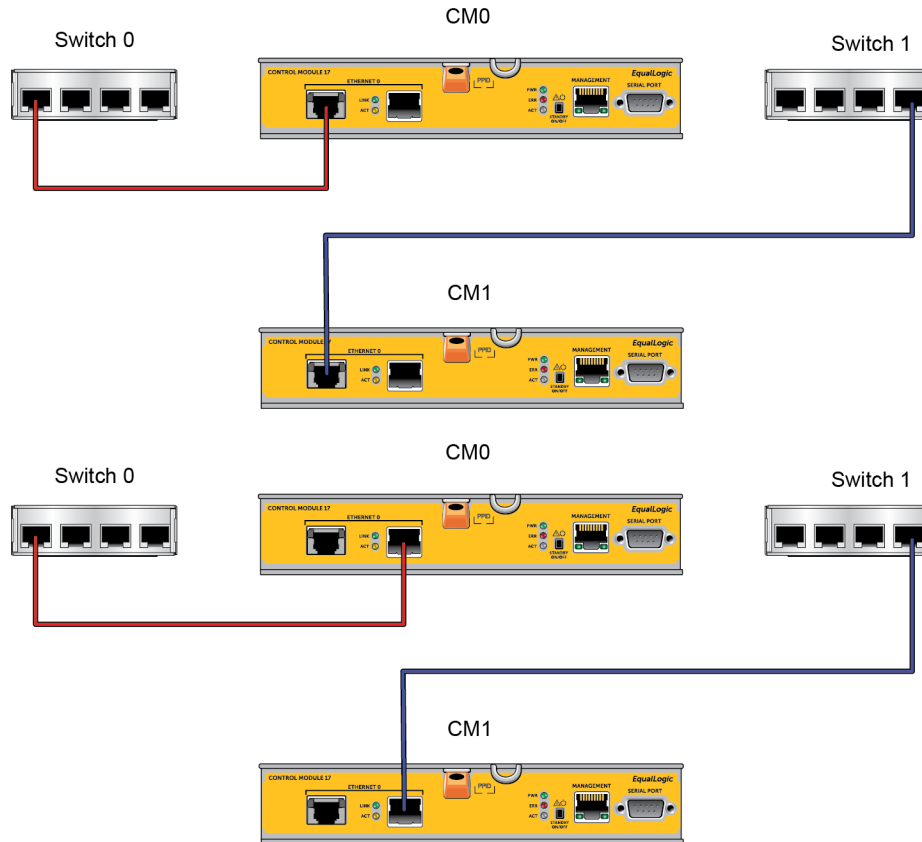 CM0
Switch 0
Switch 1
CONTROL MODULE 17
ETHERNET 0
LINK
ACT
PPID
PWR
ERR
ACT
STANDBY
ON/OFF
MANAGEMENT
EqualLogic
SERIAL PORT
CM1
ETHERNET 0
CONTROL MODULE 17
LINK
ACT
PPID
PWR
ERR
ACT
STANDBY
ON/OFF
MANAGEMENT
EqualLogic
SERIAL PORT
CM0
Switch 0
Switch 1
CONTROL MODULE 17
ETHERNET 0
LINK
ACT
PPID
PWR
ERR
ACT
STANDBY
ON/OFF
MANAGEMENT
EqualLogic
SERIAL PORT
CM1
CONTROL MODULE 17
ETHERNET 0
LINK
ACT
PPID
PWR
ERR
ACT
STANDBY
ON/OFF
MANAGEMENT
EqualLogic
SERIAL PORT